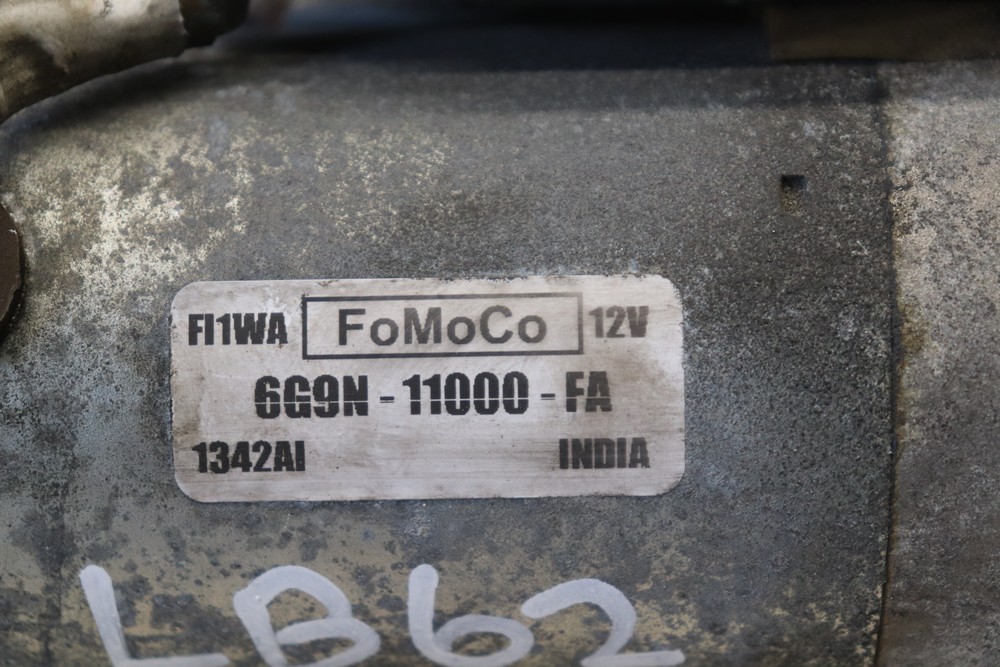 FI1WA FoMoCo 12V
6G9N - 11000 - FA
1342AI INDIA
LB62